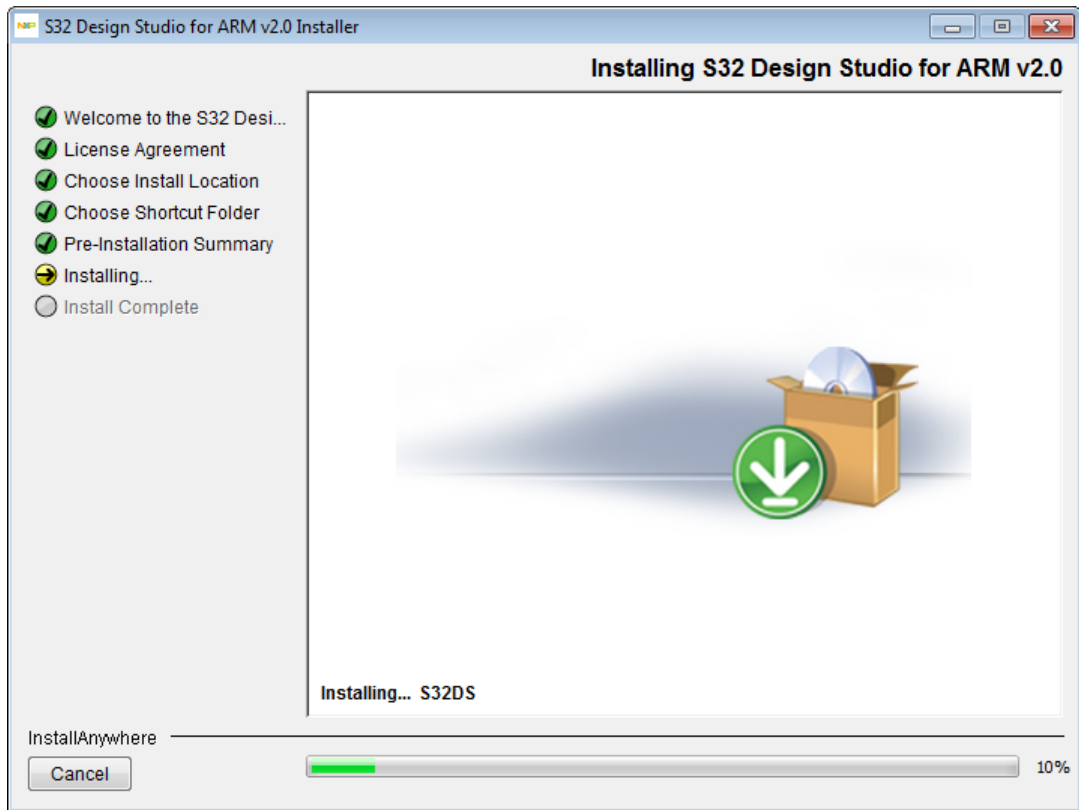 NXP S32 Design Studio for ARM v2.0 Installer
Installing S32 Design Studio for ARM v2.0
Welcome to the S32 Desi...
License Agreement
Choose Install Location
Choose Shortcut Folder
Pre-Installation Summary
Installing...
Install Complete
Installing... S32DS
InstallAnywhere
Cancel
10%